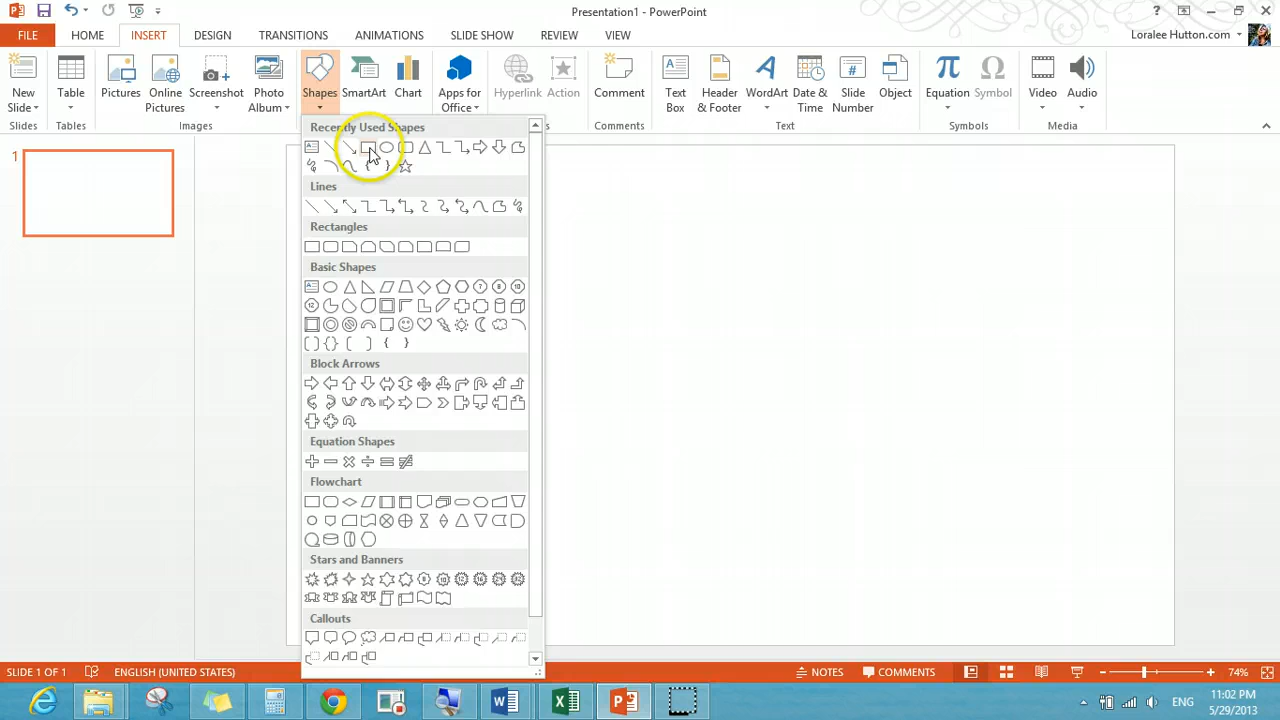 Presentation1 - PowerPoint
?
FILE HOME INSERT DESIGN TRANSITIONS ANIMATIONS SLIDE SHOW REVIEW VIEW Loralee Hutton.com
New Slide Table Pictures Online Pictures Screenshot Photo Album Shapes SmartArt Chart Apps for Office Hyperlink Action Comment Text Box Header & Footer WordArt Date & Time Slide Number Object Equation Symbol Video Audio
Slides Tables Images Comments Text Symbols Media
Recently Used Shapes
1
Lines
Rectangles
Basic Shapes
Block Arrows
Equation Shapes
Flowchart
Stars and Banners
Callouts
SLIDE 1 OF 1 ENGLISH (UNITED STATES) NOTES COMMENTS 74%
ENG 11:02 PM
5/29/2013